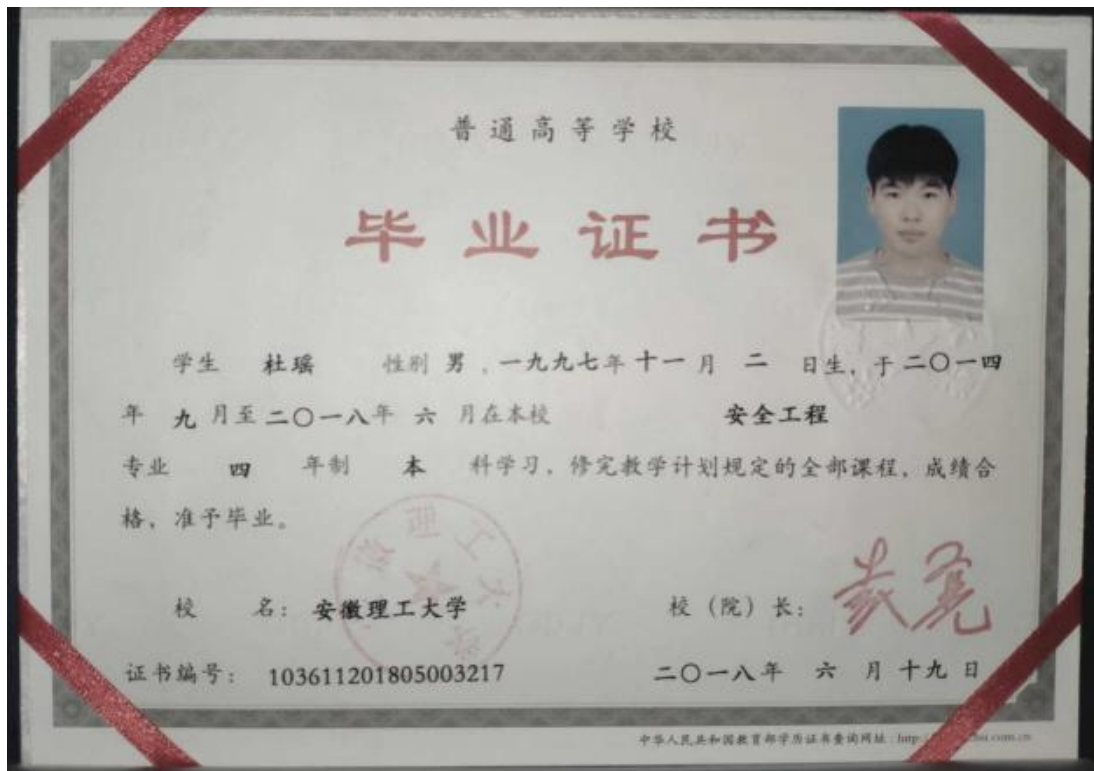 普通高等学校
毕业证书
学生 杜瑶 性别 男，一九九七年十一月 二 日生，于二〇一四
年 九 月至二〇一八年 六 月在本校 安全工程
专业 四 年制 本 科学习，修完教学计划规定的全部课程，成绩合
格，准予毕业。
校 名：安徽理工大学 校（院）长：
证书编号：103611201805003217 二〇一八年 六 月十九日
中华人民共和国教育部学历证书查询网址：http://